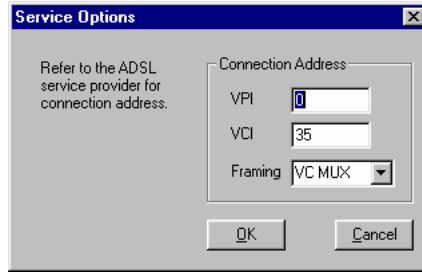 Service Options
Refer to the ADSL
service provider for
connection address.
Connection Address
VPI 0
VCI 35
Framing VC MUX
OK Cancel